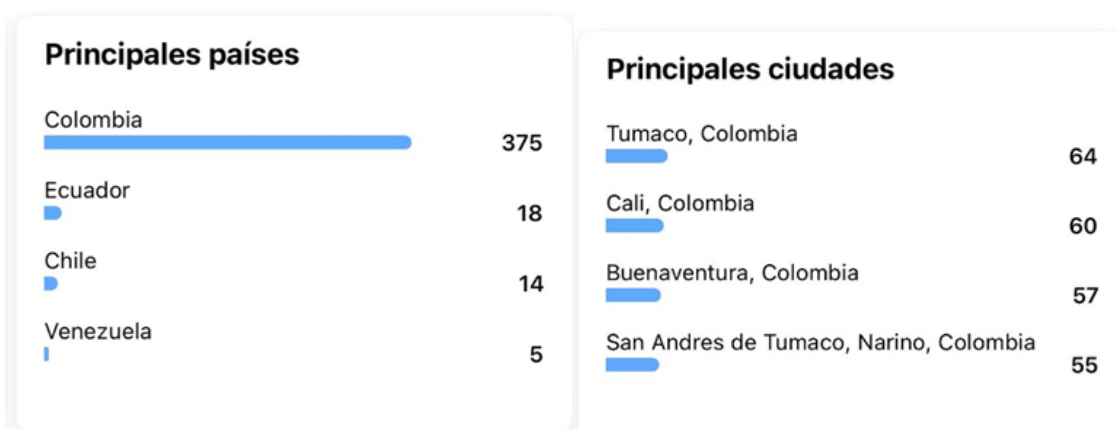 Principales países
Colombia
375
Ecuador
18
Chile
14
Venezuela
5
Principales ciudades
Tumaco, Colombia
64
Cali, Colombia
60
Buenaventura, Colombia
57
San Andres de Tumaco, Narino, Colombia
55